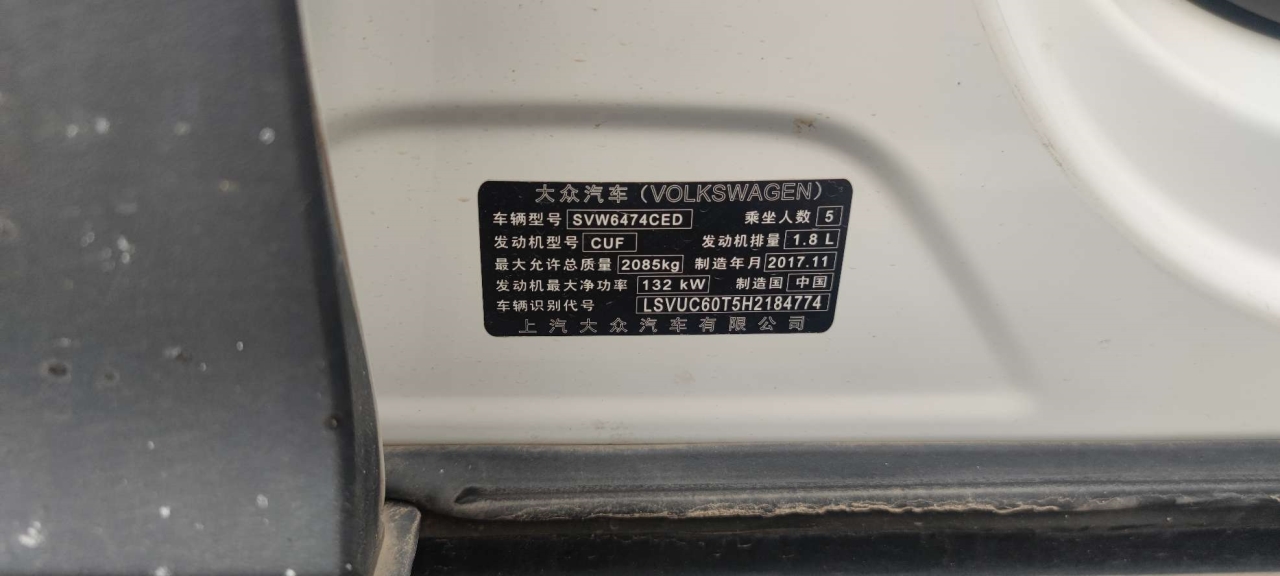 大众汽车（VOLKSWAGEN）
车辆型号 SVW6474CED 乘坐人数 5
发动机型号 CUF 发动机排量 1.8 L
最大允许总质量 2085kg 制造年月 2017.11
发动机最大净功率 132 kW 制造国 中国
车辆识别代号 LSVUC60T5H2184774
上汽大众汽车有限公司